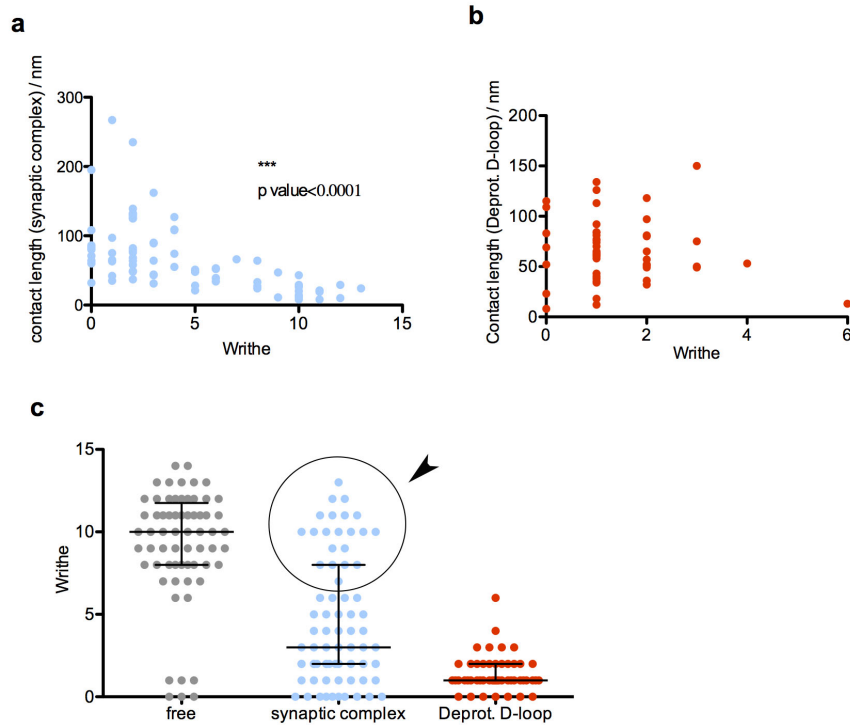 a
contact length (synaptic complex) / nm
300
200
100
0
0
5
10
15
Writhe
***
p value<0.0001
b
Contact length (Deprot. D-loop) / nm
200
150
100
50
0
0
2
4
6
Writhe
c
Writhe
15
10
5
0
free
synaptic complex
Deprot. D-loop